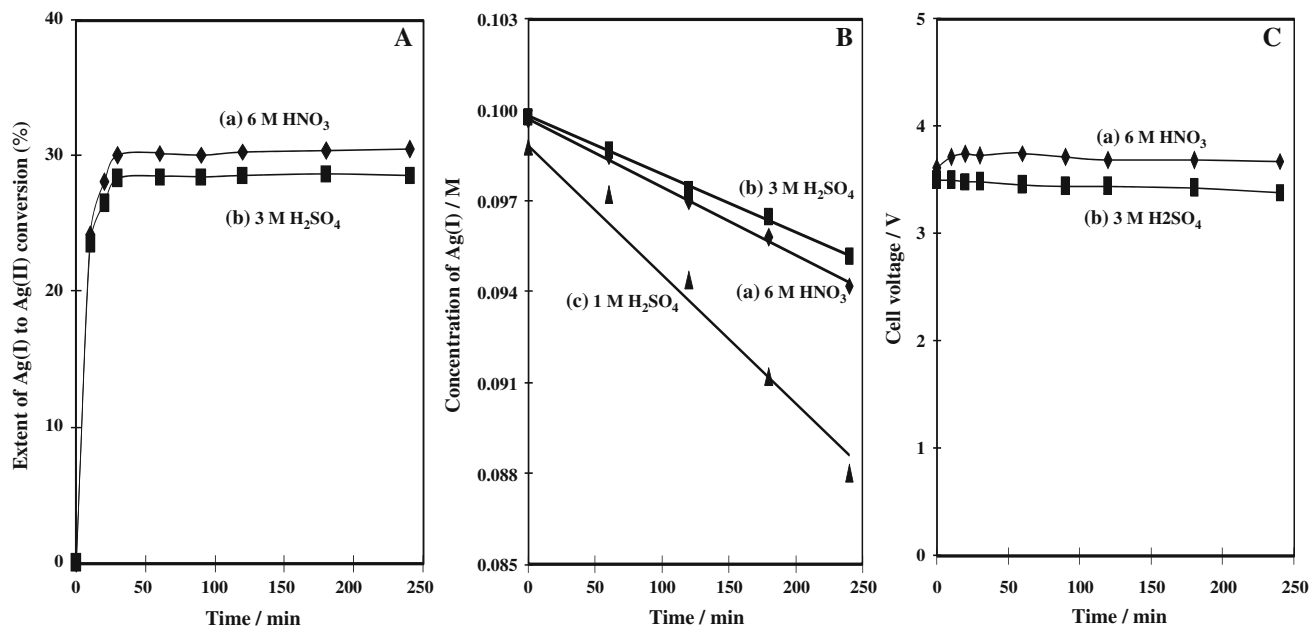 A
Extent of Ag(I) to Ag(II) conversion (%)
40
30
20
10
0
(a) 6 M HNO₃
(b) 3 M H₂SO₄
0
50
100
150
200
250
Time / min
B
Concentration of Ag(I) / M
0.103
0.100
0.097
0.094
0.091
0.088
0.085
(b) 3 M H₂SO₄
(a) 6 M HNO₃
(c) 1 M H₂SO₄
0
50
100
150
200
250
Time / min
C
Cell voltage / V
5
4
3
2
1
0
(a) 6 M HNO₃
(b) 3 M H2SO₄
0
50
100
150
200
250
300
Time / min